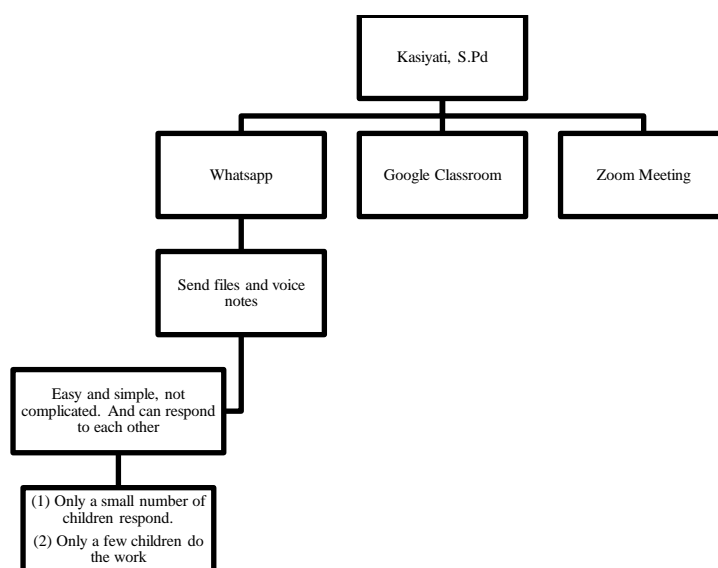 Kasiyati, S.Pd
Whatsapp
Google Classroom
Zoom Meeting
Send files and voice
notes
Easy and simple, not
complicated. And can respond
to each other
(1) Only a small number of
children respond.
(2) Only a few children do
the work